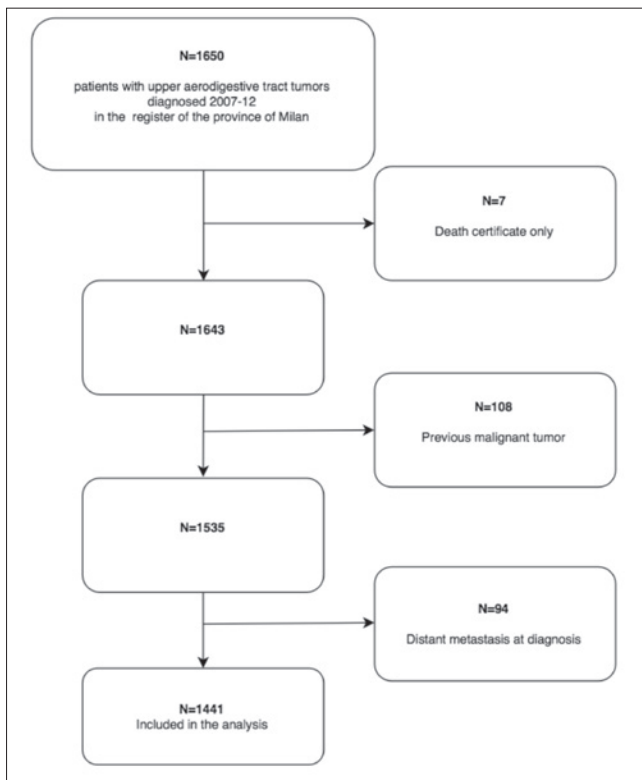 N=1650
patients with upper aerodigestive tract tumors
diagnosed 2007-12
in the register of the province of Milan
N=7
Death certificate only
N=1643
N=108
Previous malignant tumor
N=1535
N=94
Distant metastasis at diagnosis
N=1441
Included in the analysis